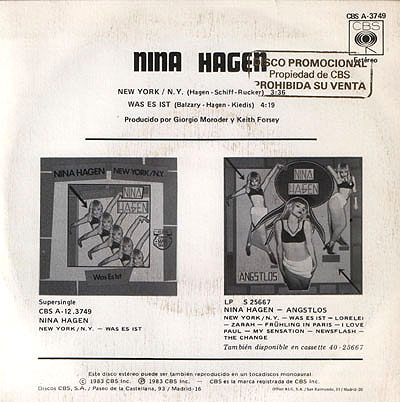 CBS A-3749
CBS
Estéreo
NINA HAGEN
DISCO PROMOCIONAL
Propiedad de CBS
PROHIBIDA SU VENTA
NEW YORK / N.Y. (Hagen-Schiff-Rucker) 3:36
WAS ES IST (Balzary-Hagen-Kiedis) 4:19
Producido por Giorgio Moroder y Keith Forsey
NINA HAGEN NEW YORK/N.Y.
NINA
HAGEN
Was Es Ist
NINA
HAGEN
ANGSTLOS
Supersingle
CBS A-12.3749
NINA HAGEN
NEW YORK / N.Y. — WAS ES IST
LP S 25667
NINA HAGEN — ANGSTLOS
NEW YORK / N.Y. — WAS ES IST — LORELEI
— ZARAH — FRÜHLING IN PARIS — I LOVE
PAUL — MY SENSATION — NEWSFLASH —
THE CHANGE
También disponible en cassette 40-25667
Este disco estéreo puede ser también reproducido en un tocadiscos monoaural.
© 1983 CBS Inc. ℗ 1983 CBS Inc. — CBS es la marca registrada de CBS Inc.
Discos CBS, S.A. / Paseo de la Castellana, 93 / Madrid-16